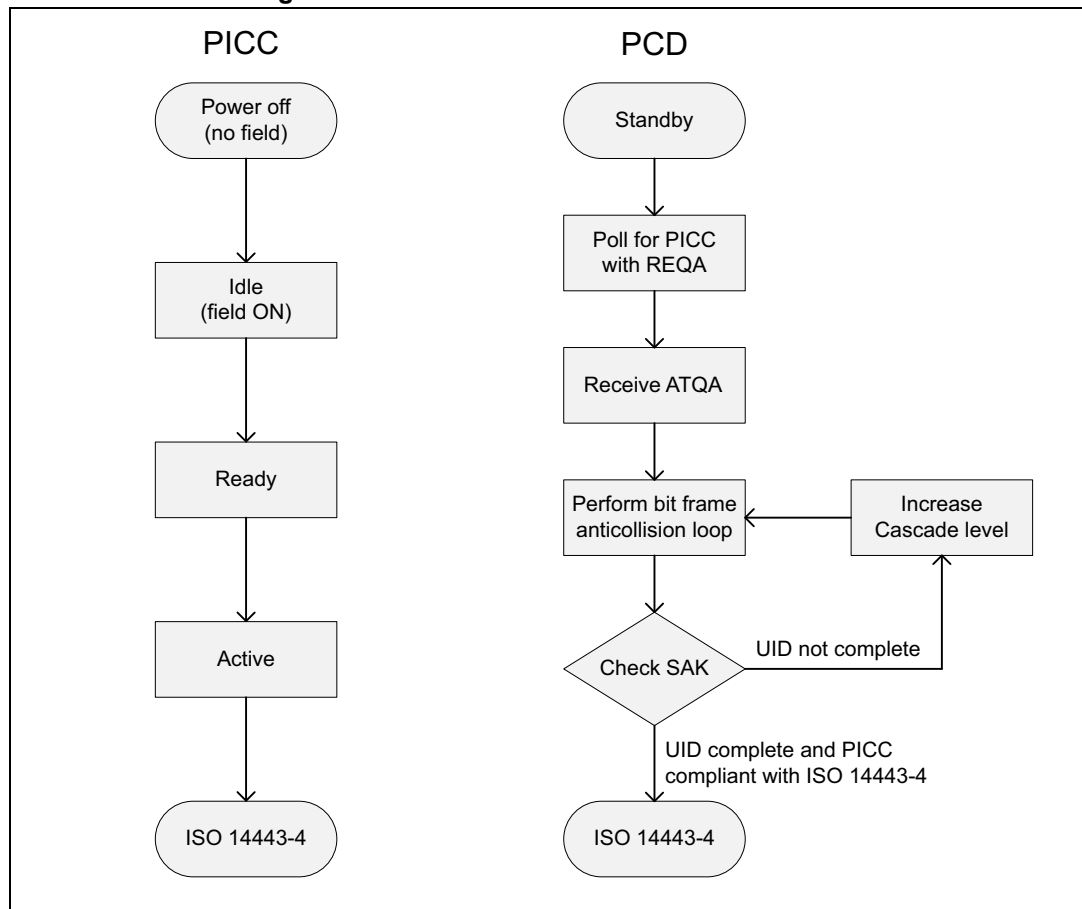 PICC
Power off
(no field)
Idle
(field ON)
Ready
Active
ISO 14443-4
PCD
Standby
Poll for PICC
with REQA
Receive ATQA
Perform bit frame
anticollision loop
Increase
Cascade level
Check SAK
UID not complete
UID complete and PICC
compliant with ISO 14443-4
ISO 14443-4